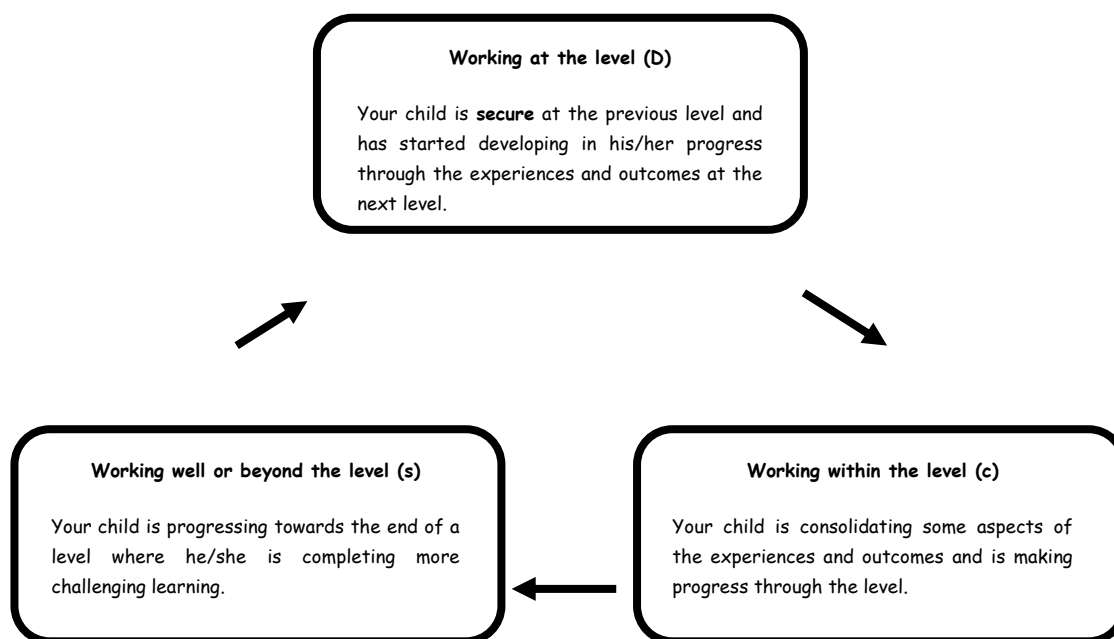 Working at the level (D)
Your child is secure at the previous level and
has started developing in his/her progress
through the experiences and outcomes at the
next level.
Working well or beyond the level (s)
Your child is progressing towards the end of a
level where he/she is completing more
challenging learning.
Working within the level (c)
Your child is consolidating some aspects of
the experiences and outcomes and is making
progress through the level.